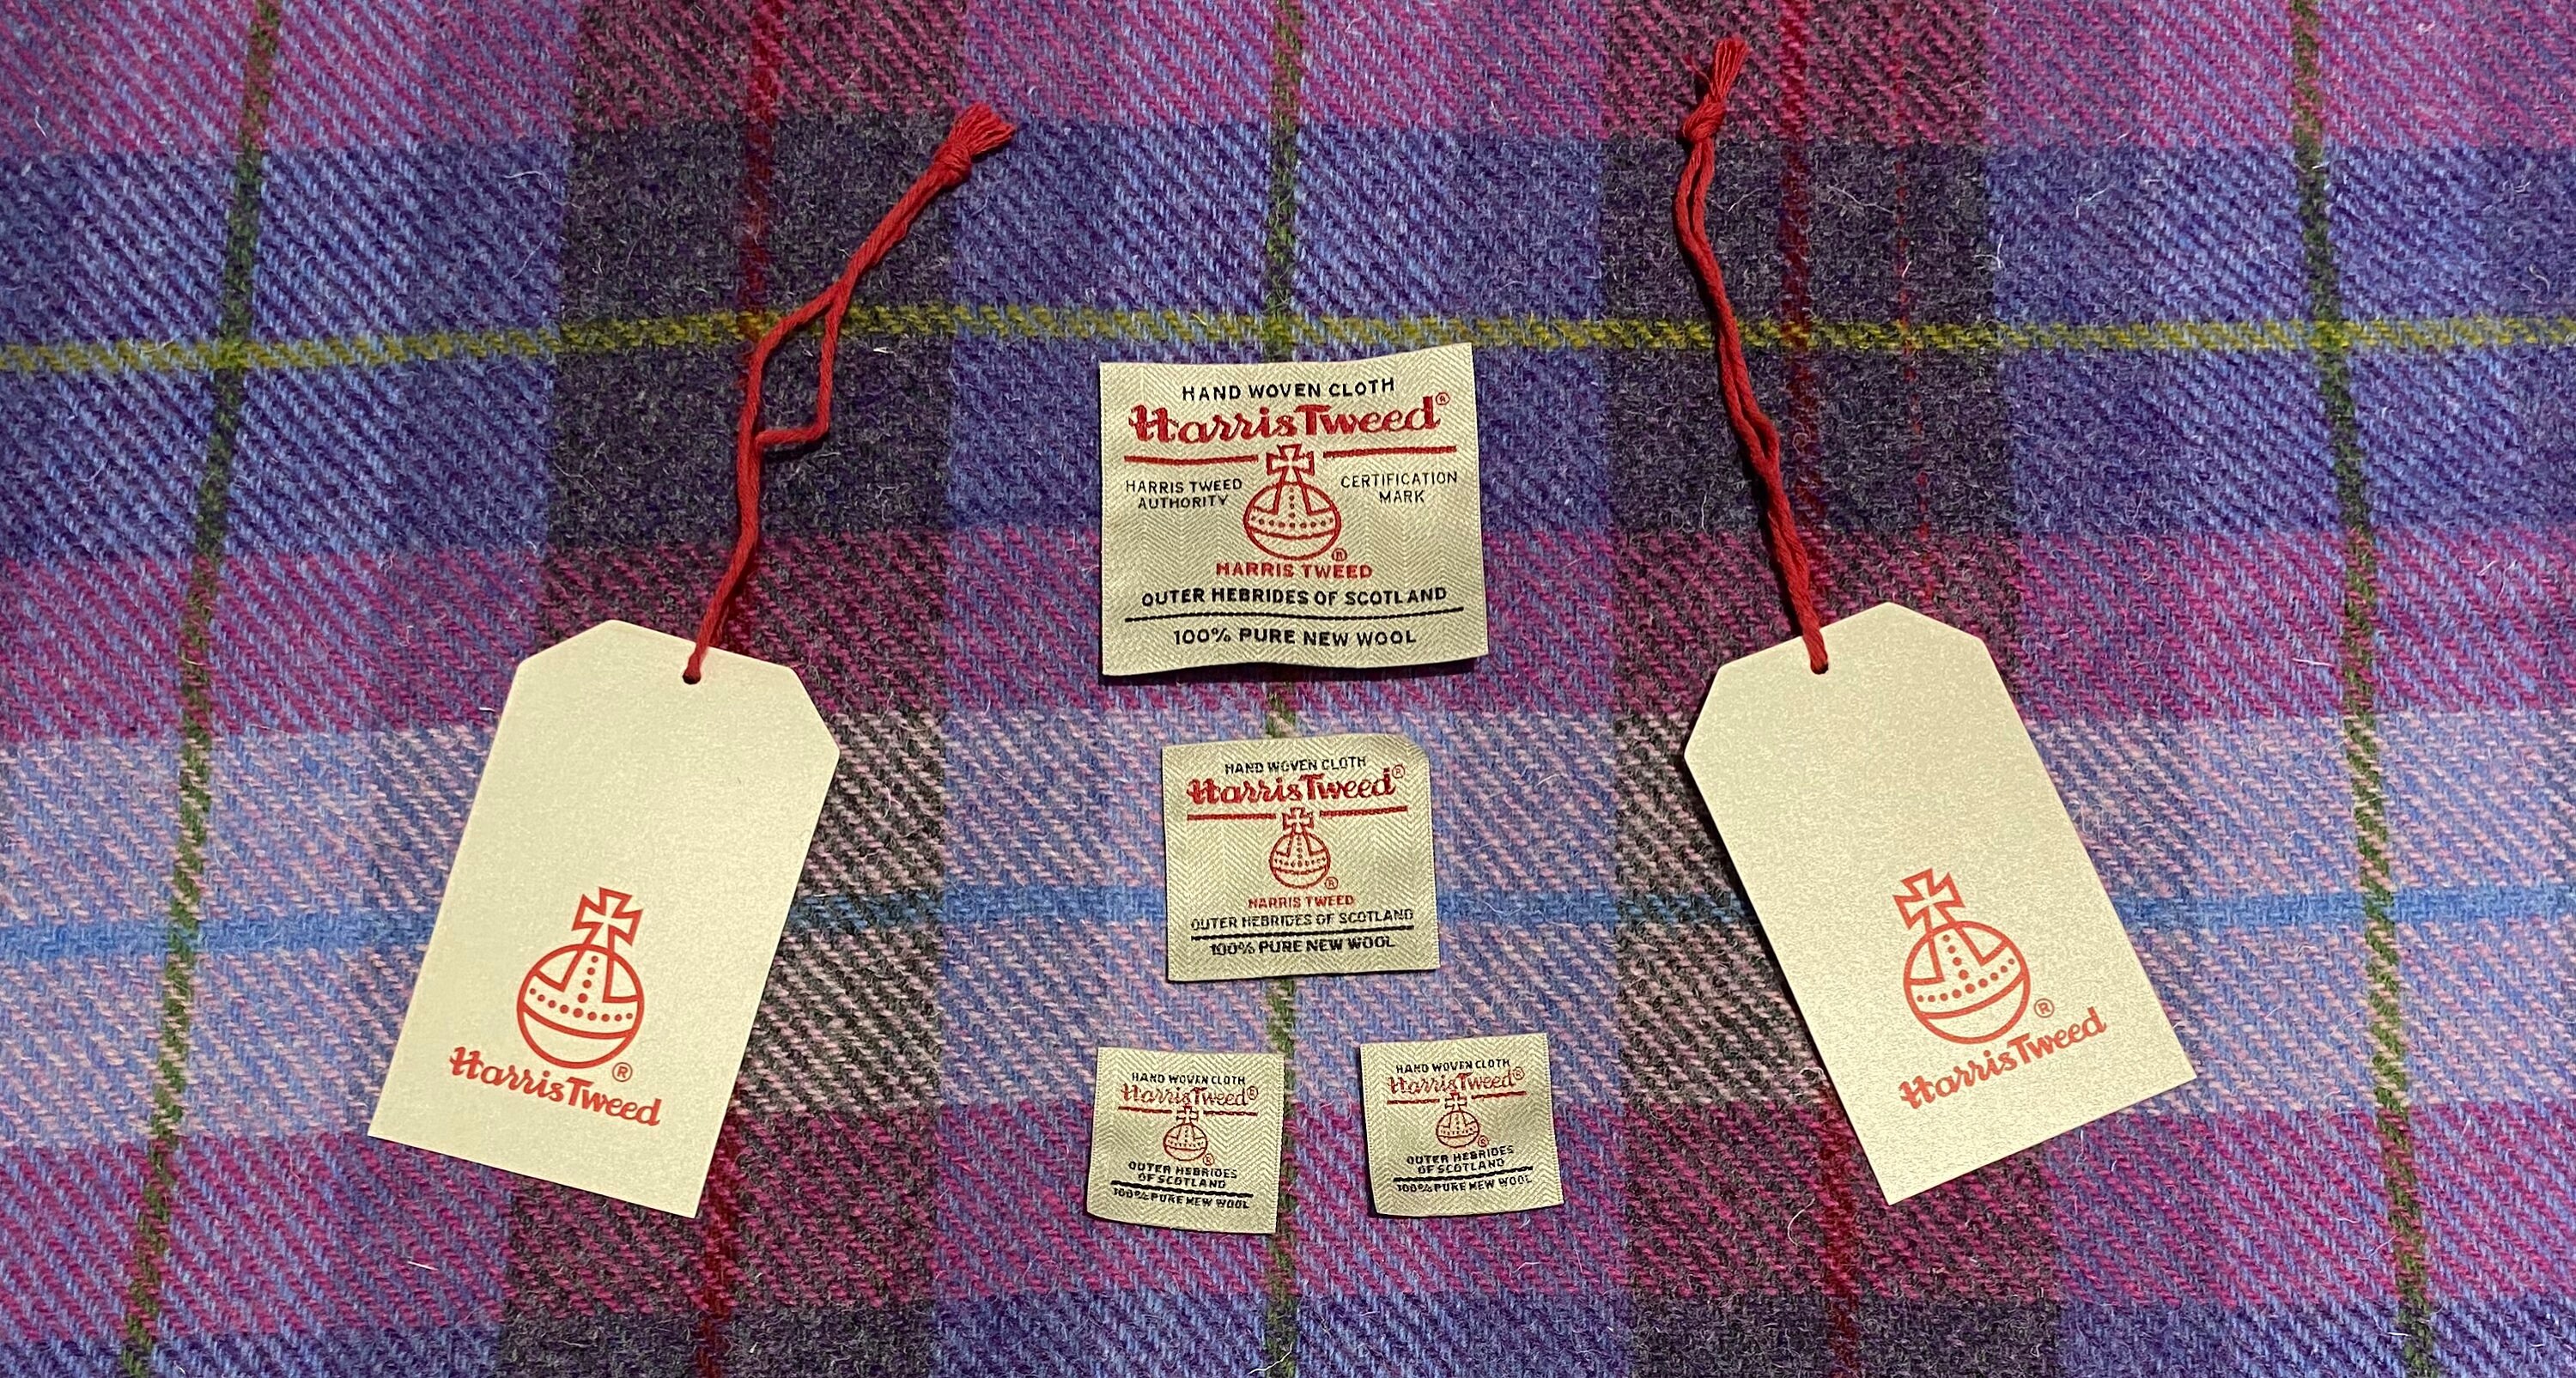 HAND WOVEN CLOTH
Harris Tweed®
HARRIS TWEED
AUTHORITY
CERTIFICATION
MARK
®
HARRIS TWEED
OUTER HEBRIDES OF SCOTLAND
100% PURE NEW WOOL
HAND WOVEN CLOTH
Harris Tweed®
®
HARRIS TWEED
OUTER HEBRIDES OF SCOTLAND
100% PURE NEW WOOL
®
Harris Tweed
®
Harris Tweed
HAND WOVEN CLOTH
Harris Tweed®
®
OUTER HEBRIDES
OF SCOTLAND
100% PURE NEW WOOL
HAND WOVEN CLOTH
Harris Tweed®
®
OUTER HEBRIDES
OF SCOTLAND
100% PURE NEW WOOL